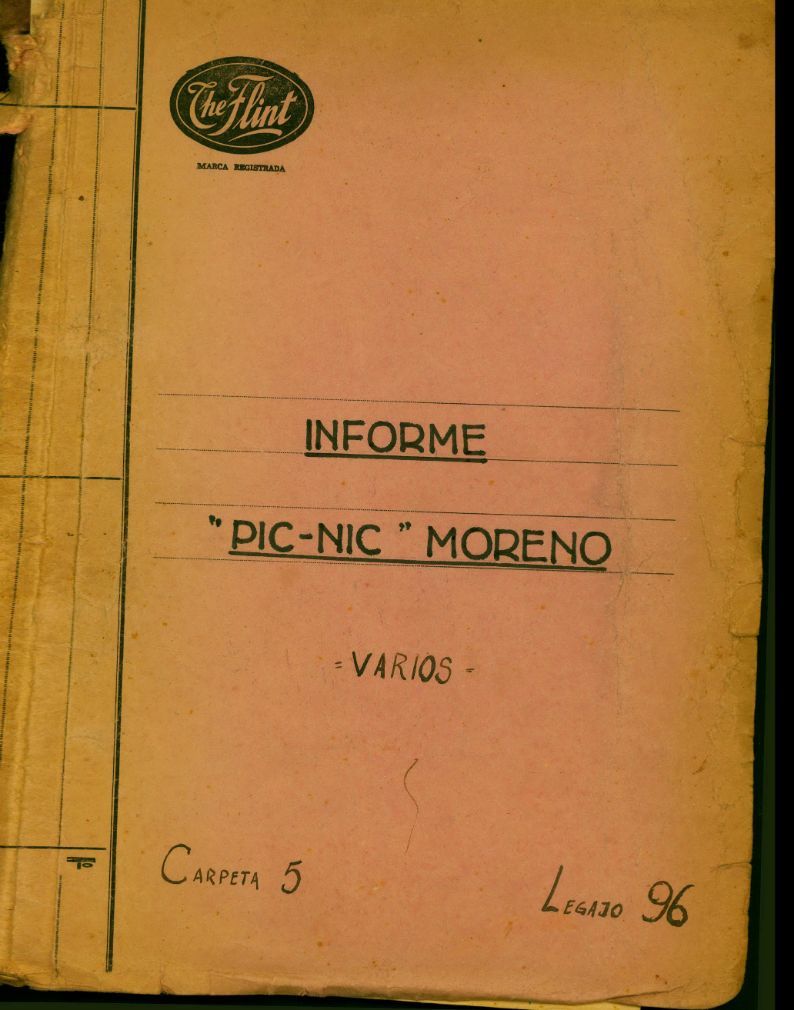 The Flint
MARCA REGISTRADA
INFORME
"PIC-NIC" MORENO
=VARIOS=
CARPETA 5
LEGAJO 96